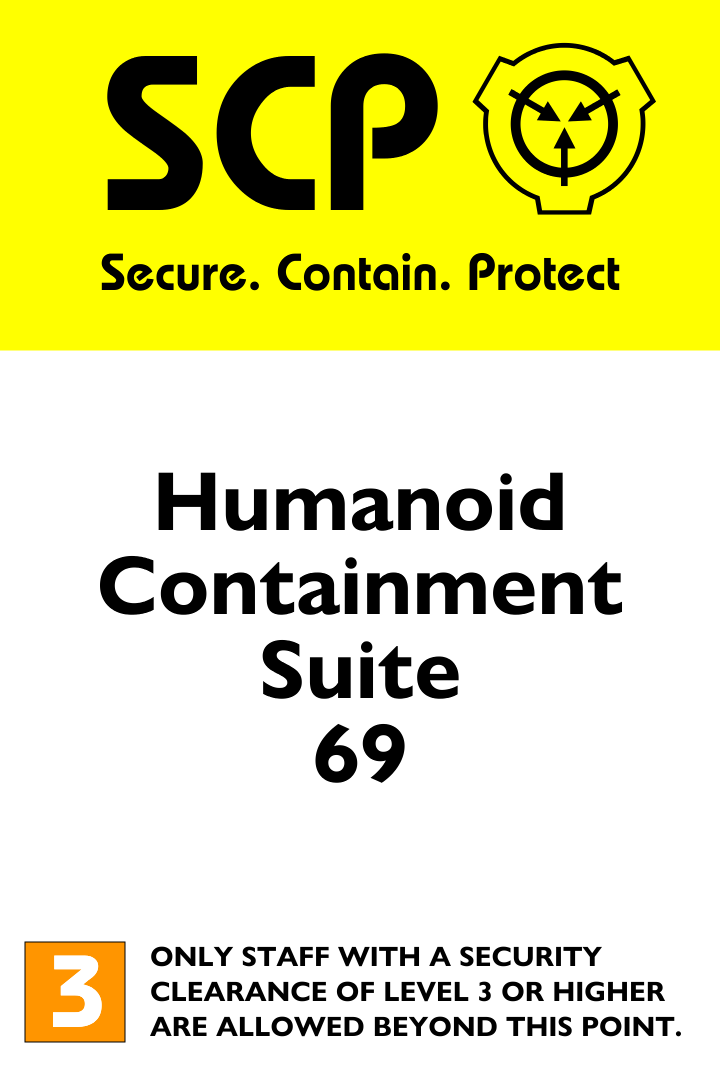 SCP
Secure. Contain. Protect
Humanoid
Containment
Suite
69
3
ONLY STAFF WITH A SECURITY
CLEARANCE OF LEVEL 3 OR HIGHER
ARE ALLOWED BEYOND THIS POINT.